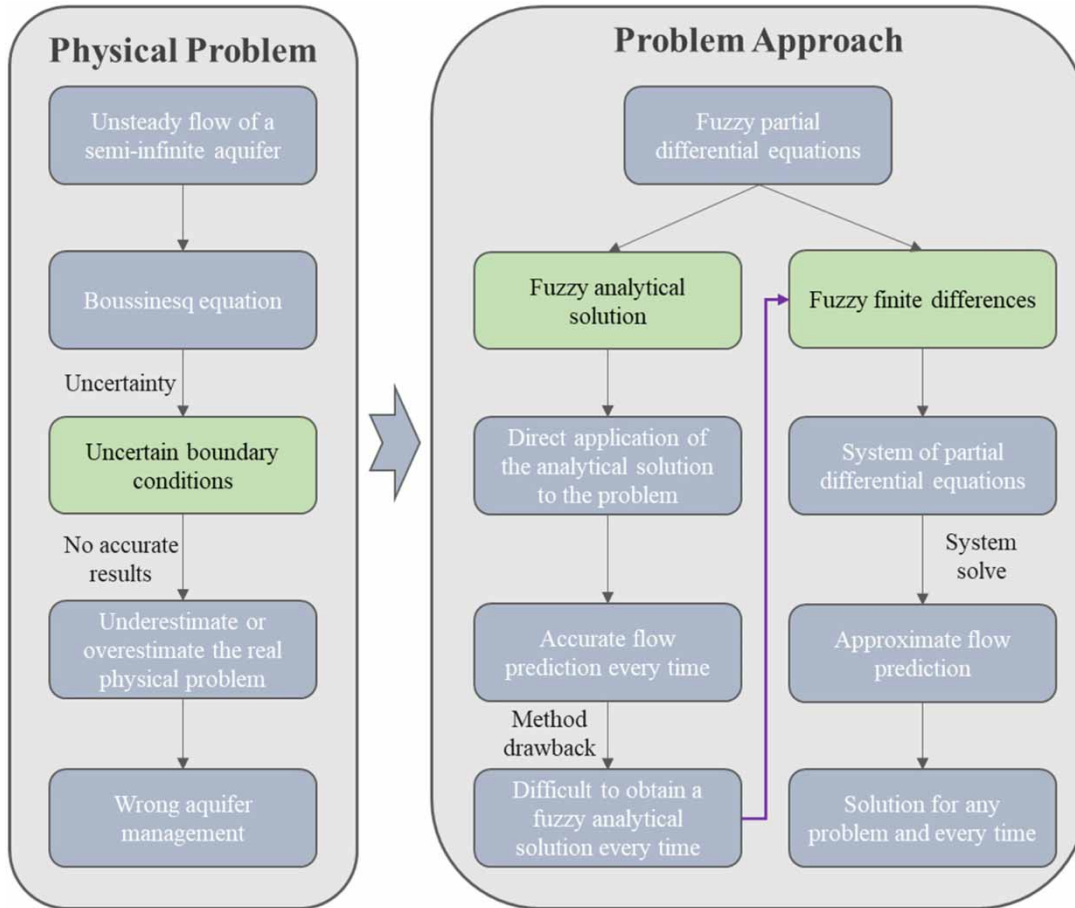 Physical Problem
Unsteady flow of a
semi-infinite aquifer
Boussinesq equation
Uncertainty
Uncertain boundary
conditions
No accurate
results
Underestimate or
overestimate the real
physical problem
Wrong aquifer
management
Problem Approach
Fuzzy partial
differential equations
Fuzzy analytical
solution
Direct application of
the analytical solution
to the problem
Accurate flow
prediction every time
Method
drawback
Difficult to obtain a
fuzzy analytical
solution every time
Fuzzy finite differences
System of partial
differential equations
System
solve
Approximate flow
prediction
Solution for any
problem and every time